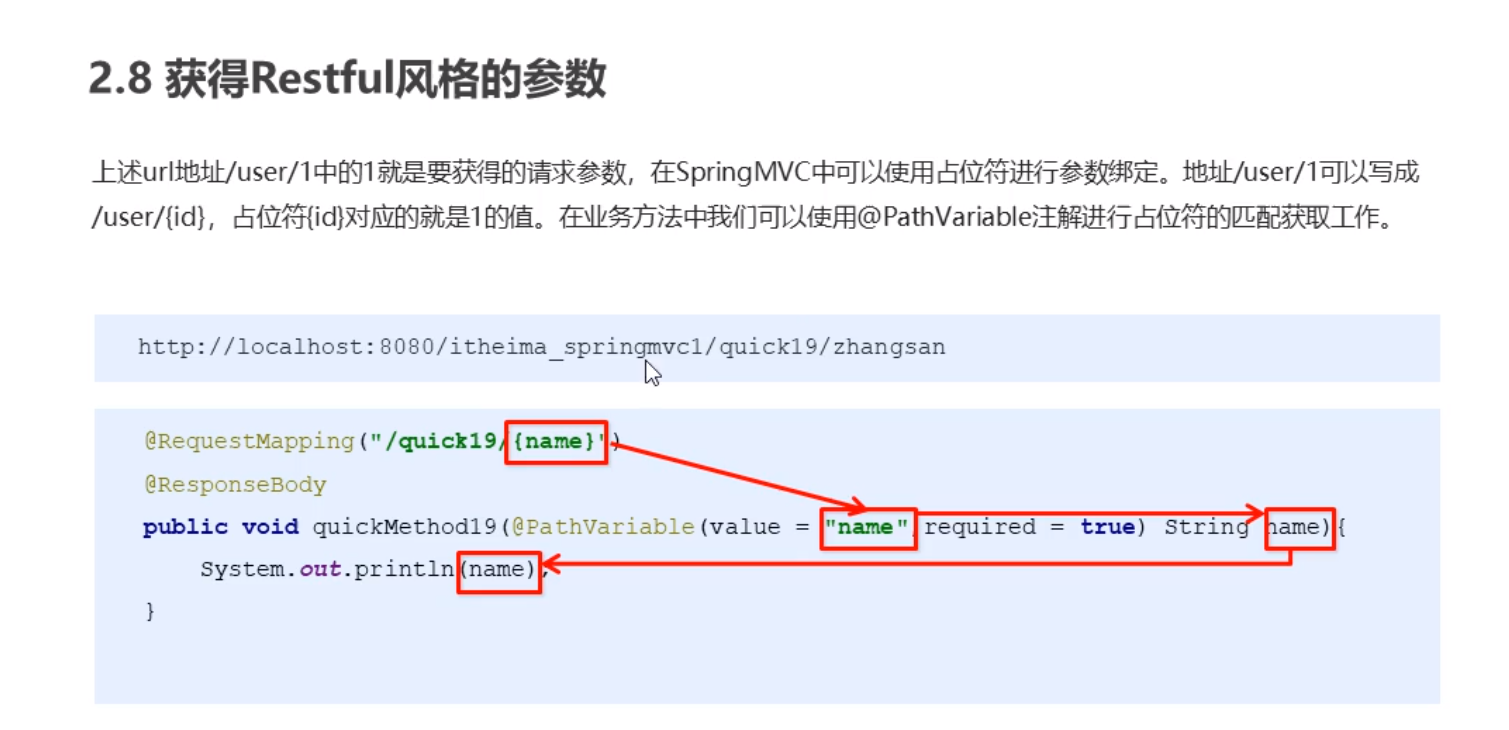 2.8 获得Restful风格的参数
上述url地址/user/1中的1就是要获得的请求参数，在SpringMVC中可以使用占位符进行参数绑定。地址/user/1可以写成
/user/{id}，占位符{id}对应的就是1的值。在业务方法中我们可以使用@PathVariable注解进行占位符的匹配获取工作。
http://localhost:8080/itheima_springmvc1/quick19/zhangsan
@RequestMapping("/quick19/{name}")
@ResponseBody
public void quickMethod19(@PathVariable(value = "name",required = true) String name){
System.out.println(name);
}